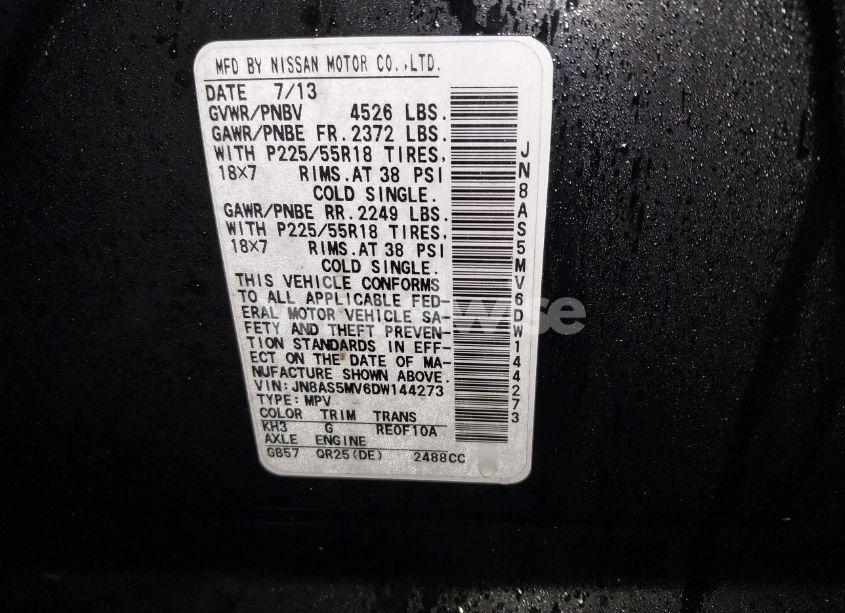 MFD BY NISSAN MOTOR CO.,LTD.
DATE 7/13
GVWR/PNBV 4526 LBS.
GAWR/PNBE FR.2372 LBS.
WITH P225/55R18 TIRES,
18×7 RIMS.AT 38 PSI
COLD SINGLE.
GAWR/PNBE RR.2249 LBS.
WITH P225/55R18 TIRES,
18×7 RIMS.AT 38 PSI
COLD SINGLE.
THIS VEHICLE CONFORMS
TO ALL APPLICABLE FED-
ERAL MOTOR VEHICLE SA-
FETY AND THEFT PREVEN-
TION STANDARDS IN EFF-
ECT ON THE DATE OF MA-
NUFACTURE SHOWN ABOVE.
VIN:JN8AS5MV6DW144273
TYPE:MPV
COLOR TRIM TRANS
KH3 G RE0F10A
AXLE ENGINE
GB57 QR25(DE) 2488CC
JN8AS5MV6DW144273